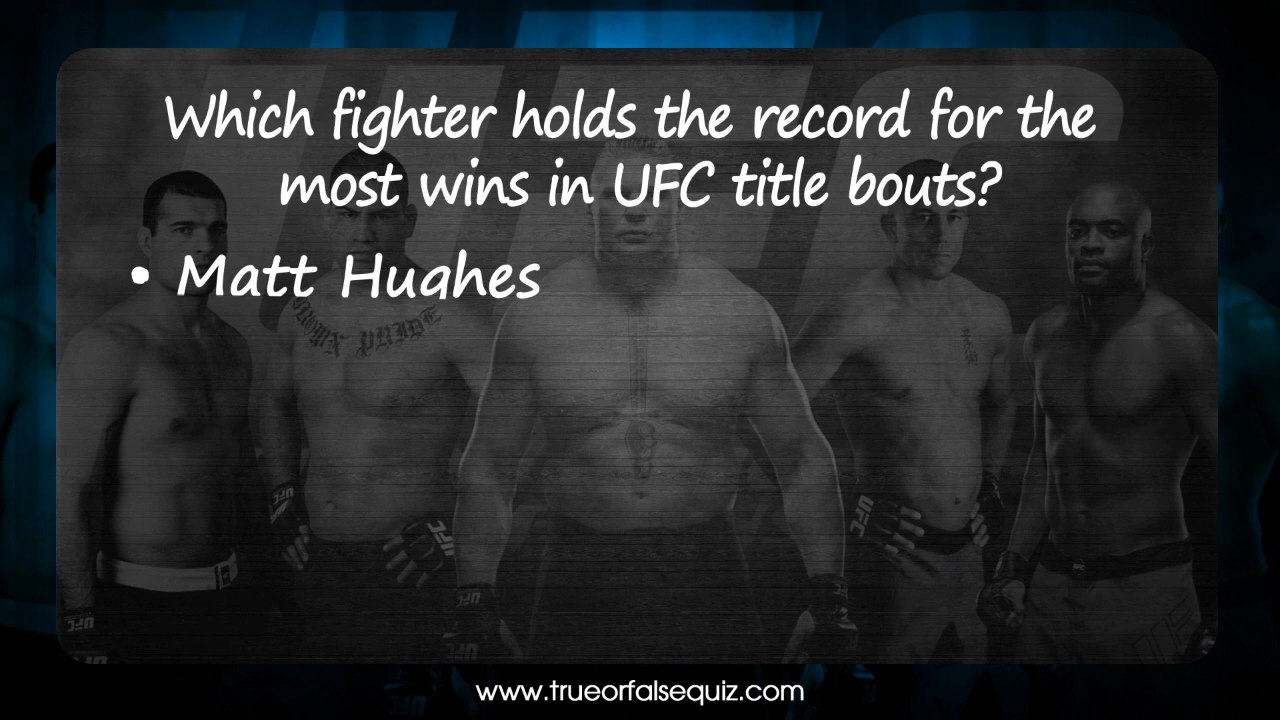 Which fighter holds the record for the
most wins in UFC title bouts?
• Matt Hughes
www.trueorfalsequiz.com